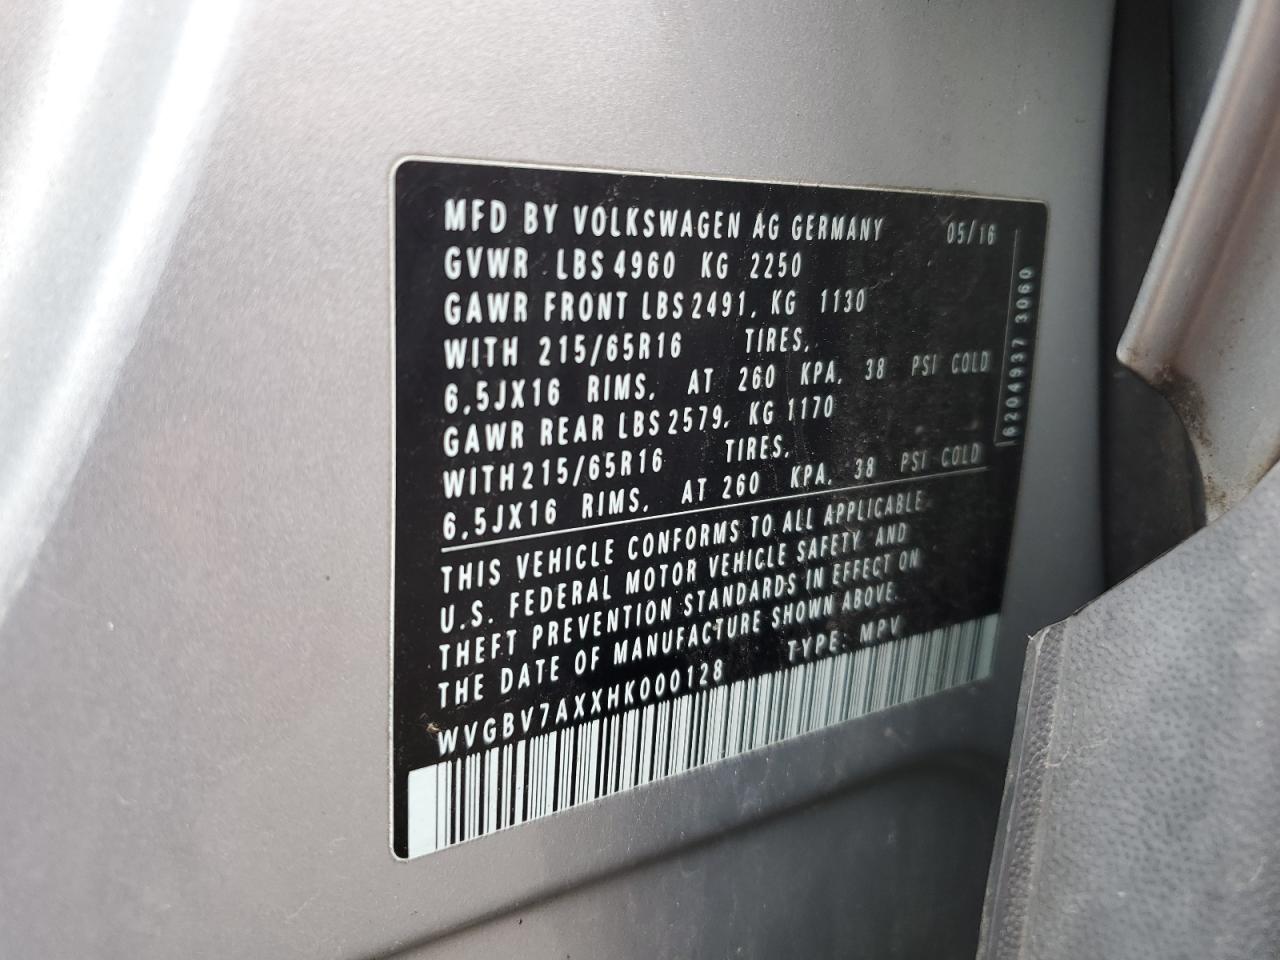 MFD BY VOLKSWAGEN AG GERMANY 05/16
GVWR LBS 4960 KG 2250
GAWR FRONT LBS 2491, KG 1130
WITH 215/65R16 TIRES,
6,5JX16 RIMS, AT 260 KPA, 38 PSI COLD
GAWR REAR LBS 2579, KG 1170
WITH 215/65R16 TIRES,
6,5JX16 RIMS, AT 260 KPA, 38 PSI COLD
THIS VEHICLE CONFORMS TO ALL APPLICABLE
U.S. FEDERAL MOTOR VEHICLE SAFETY AND
THEFT PREVENTION STANDARDS IN EFFECT ON
THE DATE OF MANUFACTURE SHOWN ABOVE.
WVGBV7AXXHK000128 TYPE: MPV
6204937 3060